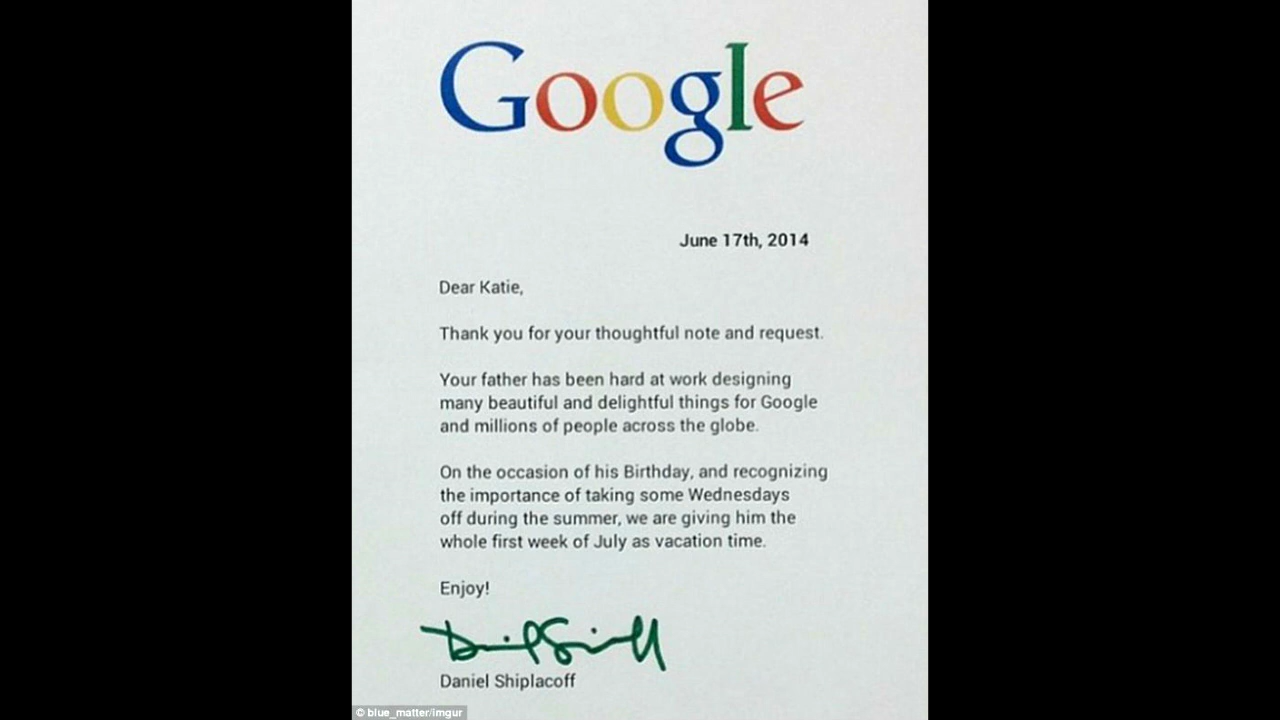 Google
June 17th, 2014
Dear Katie,
Thank you for your thoughtful note and request.
Your father has been hard at work designing
many beautiful and delightful things for Google
and millions of people across the globe.
On the occasion of his Birthday, and recognizing
the importance of taking some Wednesdays
off during the summer, we are giving him the
whole first week of July as vacation time.
Enjoy!
Daniel Shiplacoff
© blue_matter/imgur